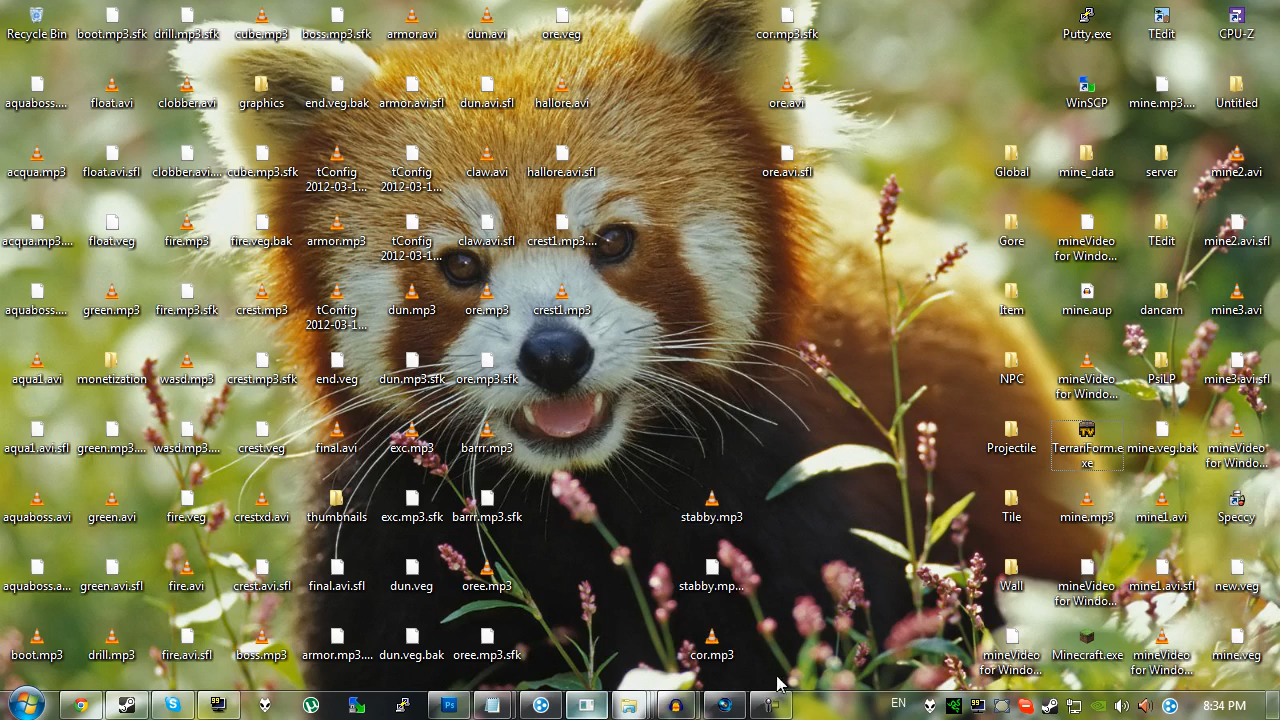 Recycle Bin
boot.mp3.sfk
drill.mp3.sfk
cube.mp3
boss.mp3.sfk
armor.avi
dun.avi
ore.veg
cor.mp3.sfk
Putty.exe
TEdit
CPU-Z
aquaboss....
float.avi
clobber.avi
graphics
end.veg.bak
armor.avi.sfl
dun.avi.sfl
hallore.avi
ore.avi
WinSCP
mine.mp3....
Untitled
acqua.mp3
float.avi.sfl
clobber.avi....
cube.mp3.sfk
tConfig
2012-03-1...
tConfig
2012-03-1...
claw.avi
hallore.avi.sfl
ore.avi.sfl
Global
mine_data
server
mine2.avi
acqua.mp3....
float.veg
fire.mp3
fire.veg.bak
armor.mp3
tConfig
2012-03-1...
claw.avi.sfl
crest1.mp3....
Gore
mineVideo
for Windo...
TEdit
mine2.avi.sfl
aquaboss....
green.mp3
fire.mp3.sfk
crest.mp3
tConfig
2012-03-1...
dun.mp3
ore.mp3
crest1.mp3
Item
mine.aup
dancam
mine3.avi
aqua1.avi
monetization
wasd.mp3
crest.mp3.sfk
end.veg
dun.mp3.sfk
ore.mp3.sfk
NPC
mineVideo
for Windo...
PsiLP
mine3.avi.sfl
aqua1.avi.sfl
green.mp3....
wasd.mp3....
crest.veg
final.avi
exc.mp3
barrr.mp3
Projectile
TerranForm.e
xe
mine.veg.bak
mineVideo
for Windo...
aquaboss.avi
green.avi
fire.veg
crestxd.avi
thumbnails
exc.mp3.sfk
barrr.mp3.sfk
stabby.mp3
Tile
mine.mp3
mine1.avi
Speccy
aquaboss.a...
green.avi.sfl
fire.avi
crest.avi.sfl
final.avi.sfl
dun.veg
oree.mp3
stabby.mp...
Wall
mineVideo
for Windo...
mine1.avi.sfl
new.veg
boot.mp3
drill.mp3
fire.avi.sfl
boss.mp3
armor.mp3....
dun.veg.bak
oree.mp3.sfk
cor.mp3
mineVideo
for Windo...
Minecraft.exe
mineVideo
for Windo...
mine.veg
Ps
EN
8:34 PM